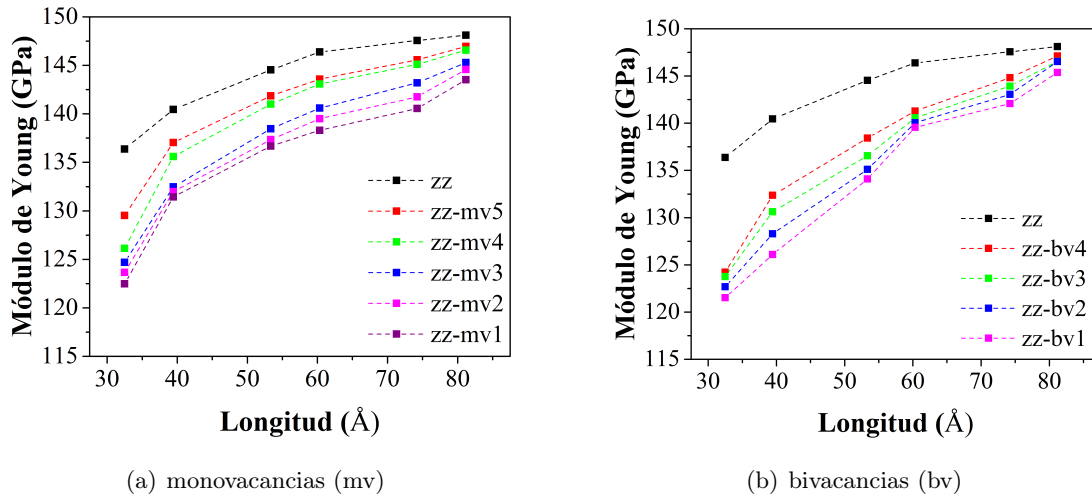 150
145
140
135
130
125
120
115
Módulo de Young (GPa)
zz
zz-mv5
zz-mv4
zz-mv3
zz-mv2
zz-mv1
30 40 50 60 70 80
Longitud (Å)
(a) monovacancias (mv)
150
145
140
135
130
125
120
115
Módulo de Young (GPa)
zz
zz-bv4
zz-bv3
zz-bv2
zz-bv1
30 40 50 60 70 80 90
Longitud (Å)
(b) bivacancias (bv)